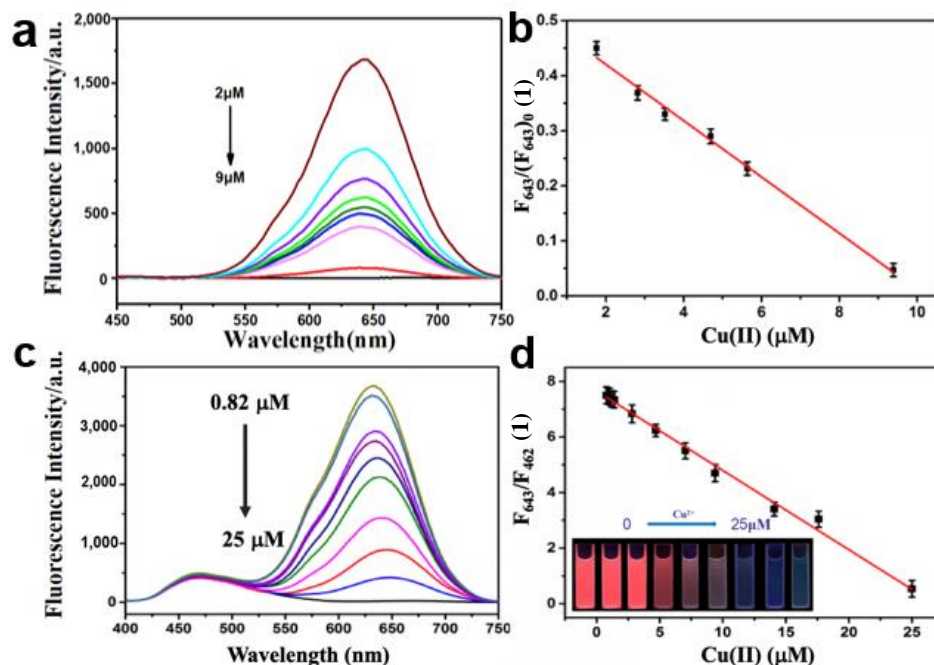 a
Fluorescence Intensity/a.u.
2,000
1,500
1,000
500
0
2μM
9μM
450 500 550 600 650 700 750
Wavelength(nm)
b
F643/(F643)0 (1)
0.5
0.4
0.3
0.2
0.1
0.0
2 4 6 8 10
Cu(II) (μM)
c
Fluorescence Intensity/a.u.
4,000
3,000
2,000
1,000
0
0.82 μM
25 μM
400 450 500 550 600 650 700 750
Wavelength (nm)
d
F643/F462 (1)
8
6
4
2
0
0 Cu²⁺ 25μM
0 5 10 15 20 25
Cu(II) (μM)